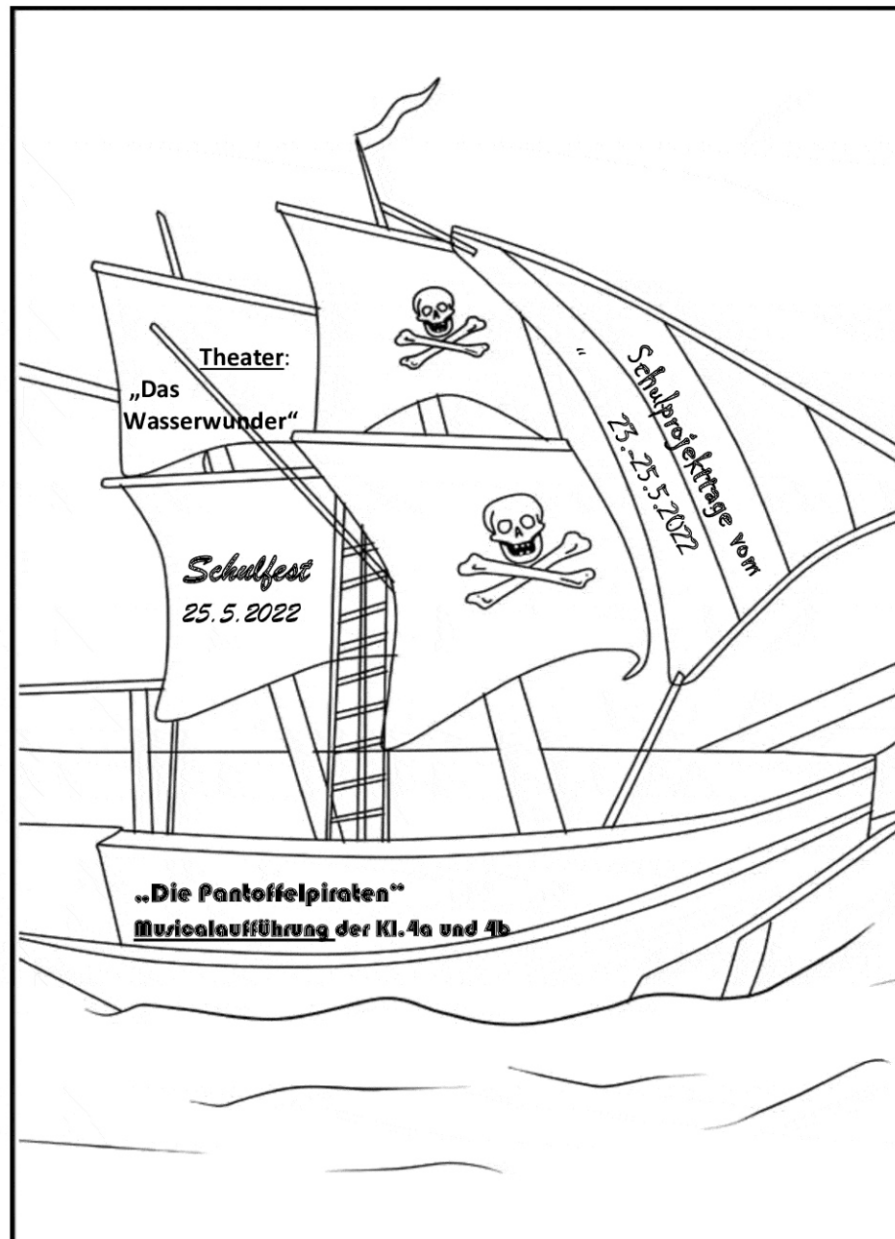 Theater:
„Das
Wasserwunder“
“
Schulprojekttage vom
23.-25.5.2022
Schulfest
25.5.2022
„Die Pantoffelpiraten“
Musicalaufführung der Kl.4a und 4b